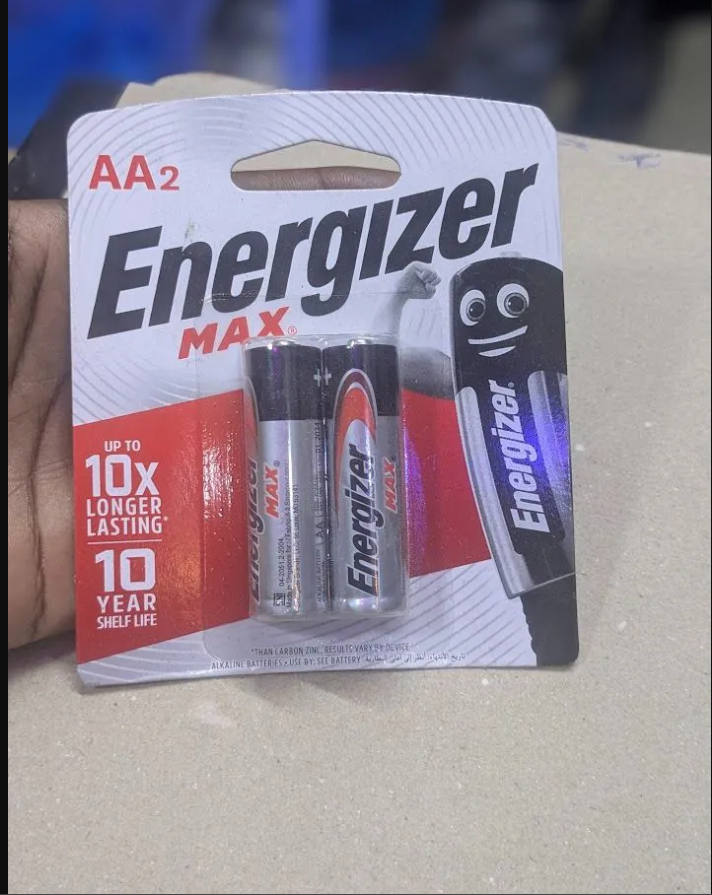 AA2
Energizer
MAX®
UP TO
10X
LONGER
LASTING*
10
YEAR
SHELF LIFE
Energizer
MAX®
Energizer
MAX®
Energizer®
*THAN CARBON ZINC, RESULTS VARY BY DEVICE
ALKALINE BATTERIES • USE BY: SEE BATTERY